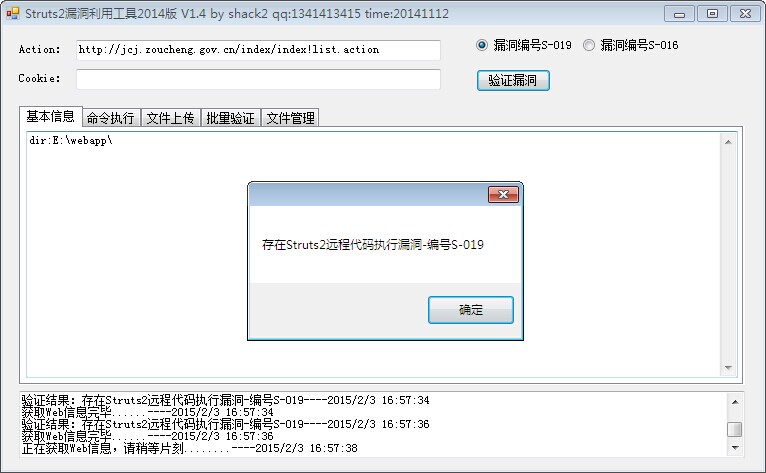 Struts2漏洞利用工具2014版 V1.4 by shack2 qq:1341413415 time:20141112
Action: http://jcj.zoucheng.gov.cn/index/index!list.action
漏洞编号S-019 漏洞编号S-016
Cookie:
验证漏洞
基本信息 命令执行 文件上传 批量验证 文件管理
dir:E:\webapp\
存在Struts2远程代码执行漏洞-编号S-019
确定
验证结果: 存在Struts2远程代码执行漏洞-编号S-019----2015/2/3 16:57:34
获取Web信息完毕......----2015/2/3 16:57:34
验证结果: 存在Struts2远程代码执行漏洞-编号S-019----2015/2/3 16:57:36
获取Web信息完毕......----2015/2/3 16:57:36
正在获取Web信息，请稍等片刻........----2015/2/3 16:57:38